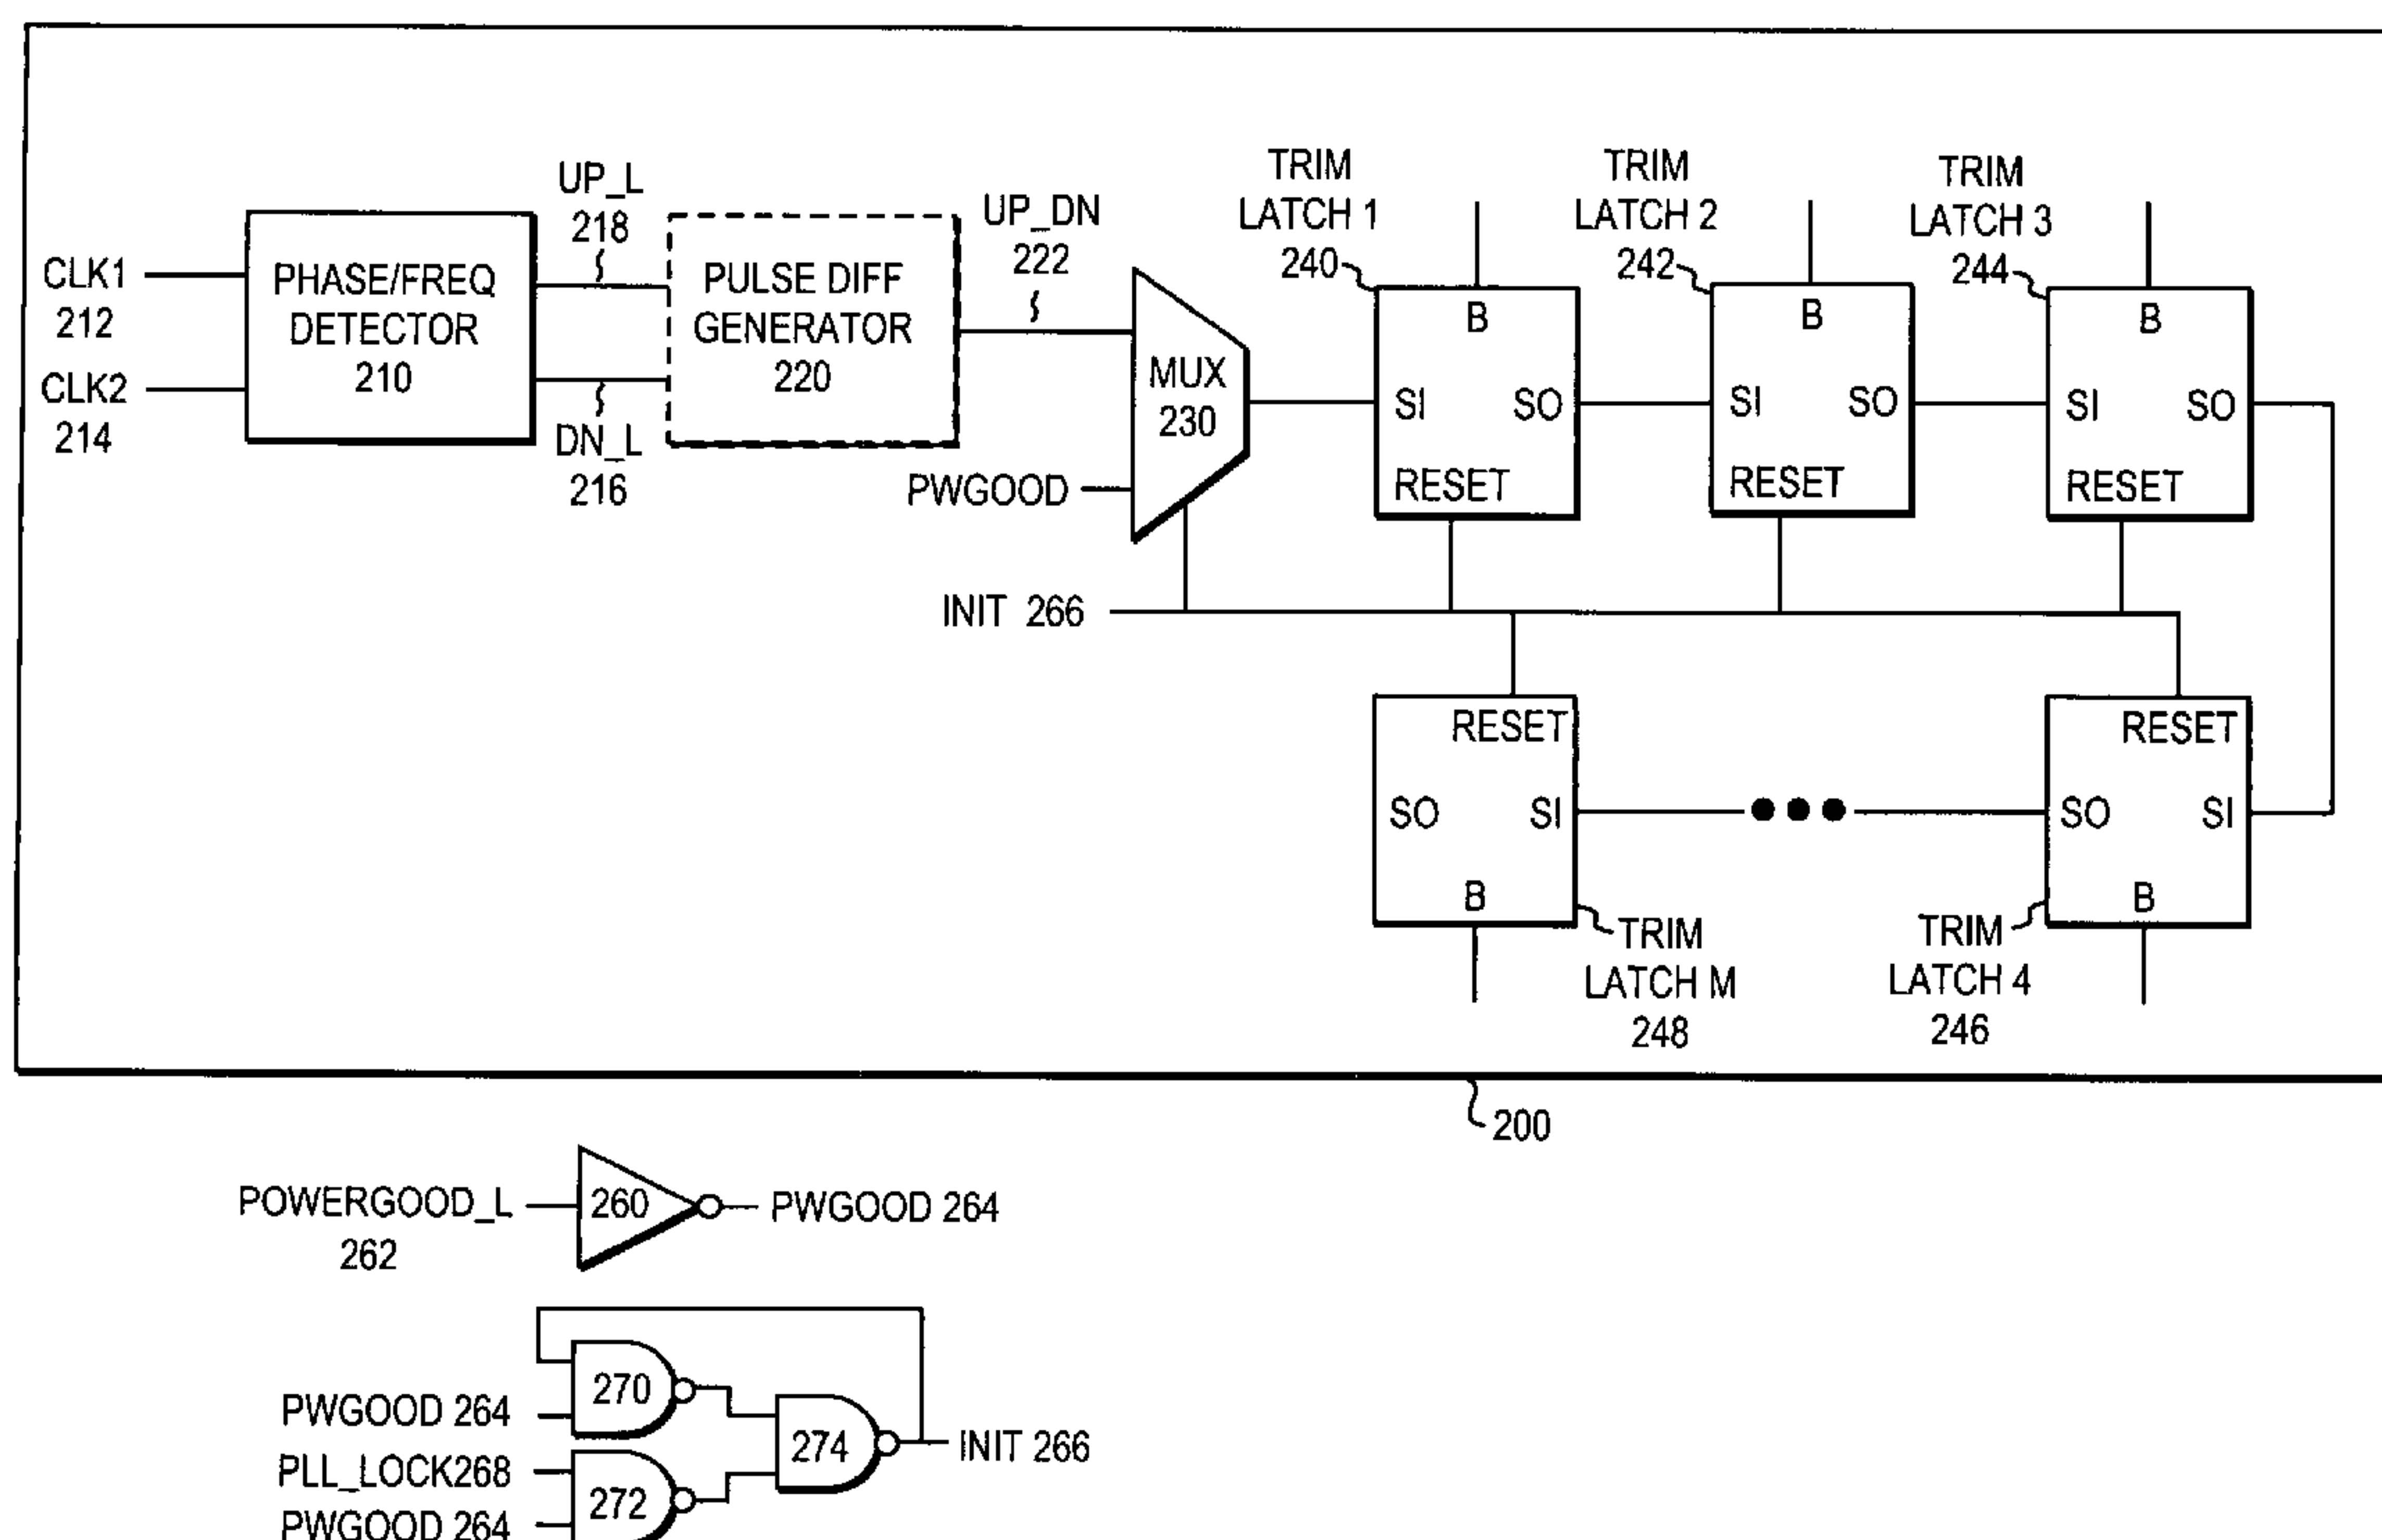 CLK1
212
CLK2
214
PHASE/FREQ
DETECTOR
210
UP_L
218
DN_L
216
PULSE DIFF
GENERATOR
220
UP_DN
222
MUX
230
PWGOOD
INIT 266
TRIM
LATCH 1
240
B
SI SO
RESET
TRIM
LATCH 2
242
B
SI SO
RESET
TRIM
LATCH 3
244
B
SI SO
RESET
RESET
SO SI
B
TRIM
LATCH M
248
RESET
SO SI
B
TRIM
LATCH 4
246
200
POWERGOOD_L
262
260
PWGOOD 264
270
PWGOOD 264
PLL_LOCK268
272
PWGOOD 264
274
INIT 266